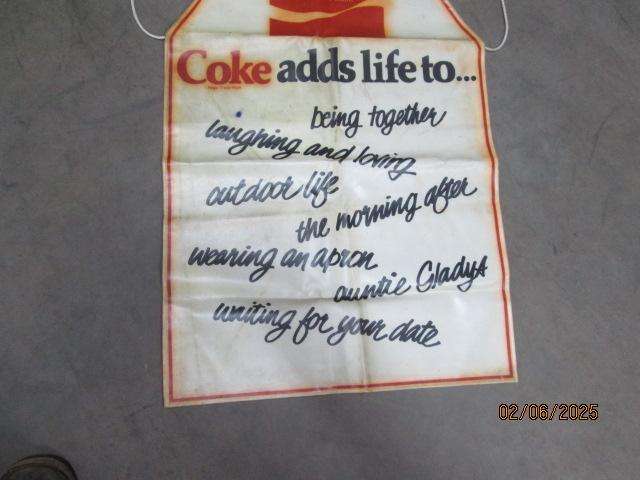 Coke adds life to...
being together
laughing and loving
outdoor life
the morning after
wearing an apron
auntie Gladys
waiting for your date
02/06/2025